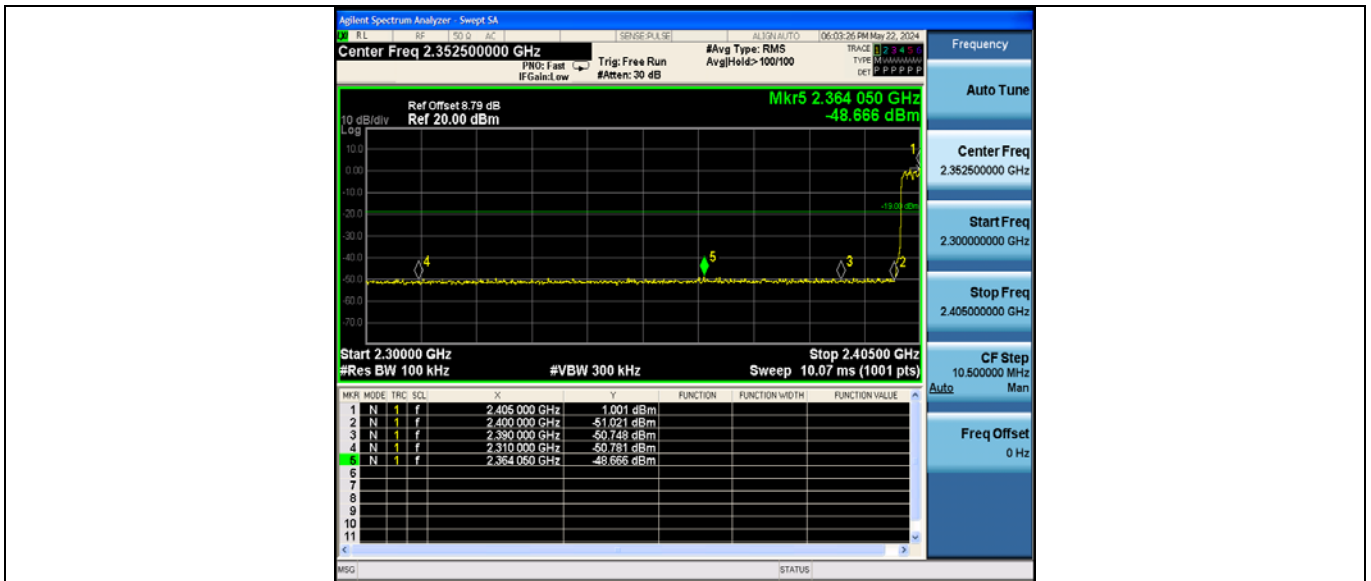 Agilent Spectrum Analyzer - Swept SA
RL RF 50 Ω AC SENSE:PULSE ALIGN AUTO 06:03:26 PM May 22, 2024
Center Freq 2.352500000 GHz
PNO: Fast
IFGain:Low
Trig: Free Run
#Atten: 30 dB
#Avg Type: RMS
Avg|Hold:> 100/100
TRACE 1 2 3 4 5 6
TYPE M
DET P P P P P P
Ref Offset 8.79 dB
10 dB/div Ref 20.00 dBm
Log
Mkr5 2.364 050 GHz
-48.666 dBm
10.0
0.00
-10.0
-20.0
-30.0
-40.0
-50.0
-60.0
-70.0
1
-19.00 dBm
4
5
3
2
Start 2.30000 GHz
Stop 2.40500 GHz
#Res BW 100 kHz
#VBW 300 kHz
Sweep 10.07 ms (1001 pts)
MKR MODE TRC SCL X Y FUNCTION FUNCTION WIDTH FUNCTION VALUE
1 N 1 f 2.405 000 GHz 1.001 dBm
2 N 1 f 2.400 000 GHz -51.021 dBm
3 N 1 f 2.390 000 GHz -50.748 dBm
4 N 1 f 2.310 000 GHz -50.781 dBm
5 N 1 f 2.364 050 GHz -48.666 dBm
6
7
8
9
10
11
MSG
STATUS
Frequency
Auto Tune
Center Freq
2.352500000 GHz
Start Freq
2.300000000 GHz
Stop Freq
2.405000000 GHz
CF Step
10.500000 MHz
Auto Man
Freq Offset
0 Hz